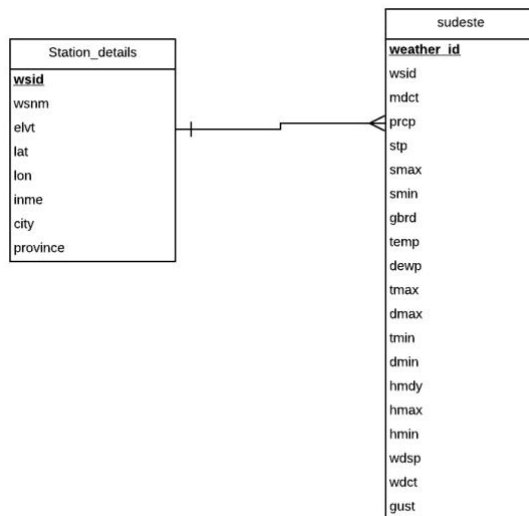 Station_details
wsid
wsnm
elvt
lat
lon
inme
city
province
sudeste
weather_id
wsid
mdct
prcp
stp
smax
smin
gbrd
temp
dewp
tmax
dmax
tmin
dmin
hmdy
hmax
hmin
wdsp
wdct
gust